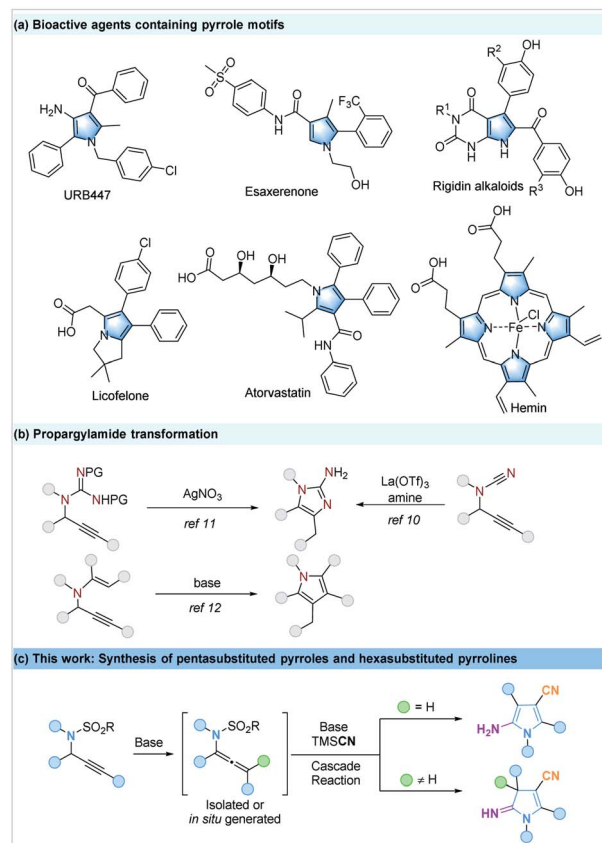 (a) Bioactive agents containing pyrrole motifs
O
H₂N
N
Cl
URB447
O
S
O
N
H
O
F₃C
N
OH
Esaxerenone
R²
OH
R¹
N
O
O
N
H
N
H
O
R³
OH
Rigidin alkaloids
Cl
O
OH
N
Licofelone
O
HO
OH
OH
N
O
N
H
Atorvastatin
OH
O
O
HO
N
Cl
N
Fe
N
N
Hemin
(b) Propargylamide transformation
NPG
N
NHPG
AgNO₃
ref 11
NH₂
N
N
La(OTf)₃
amine
ref 10
N
N
N
base
ref 12
N
(c) This work: Synthesis of pentasubstituted pyrroles and hexasubstituted pyrrolines
N
SO₂R
Base
N
SO₂R
Isolated or
in situ generated
Base
TMSCN
Cascade
Reaction
= H
≠ H
CN
H₂N
N
CN
HN
N